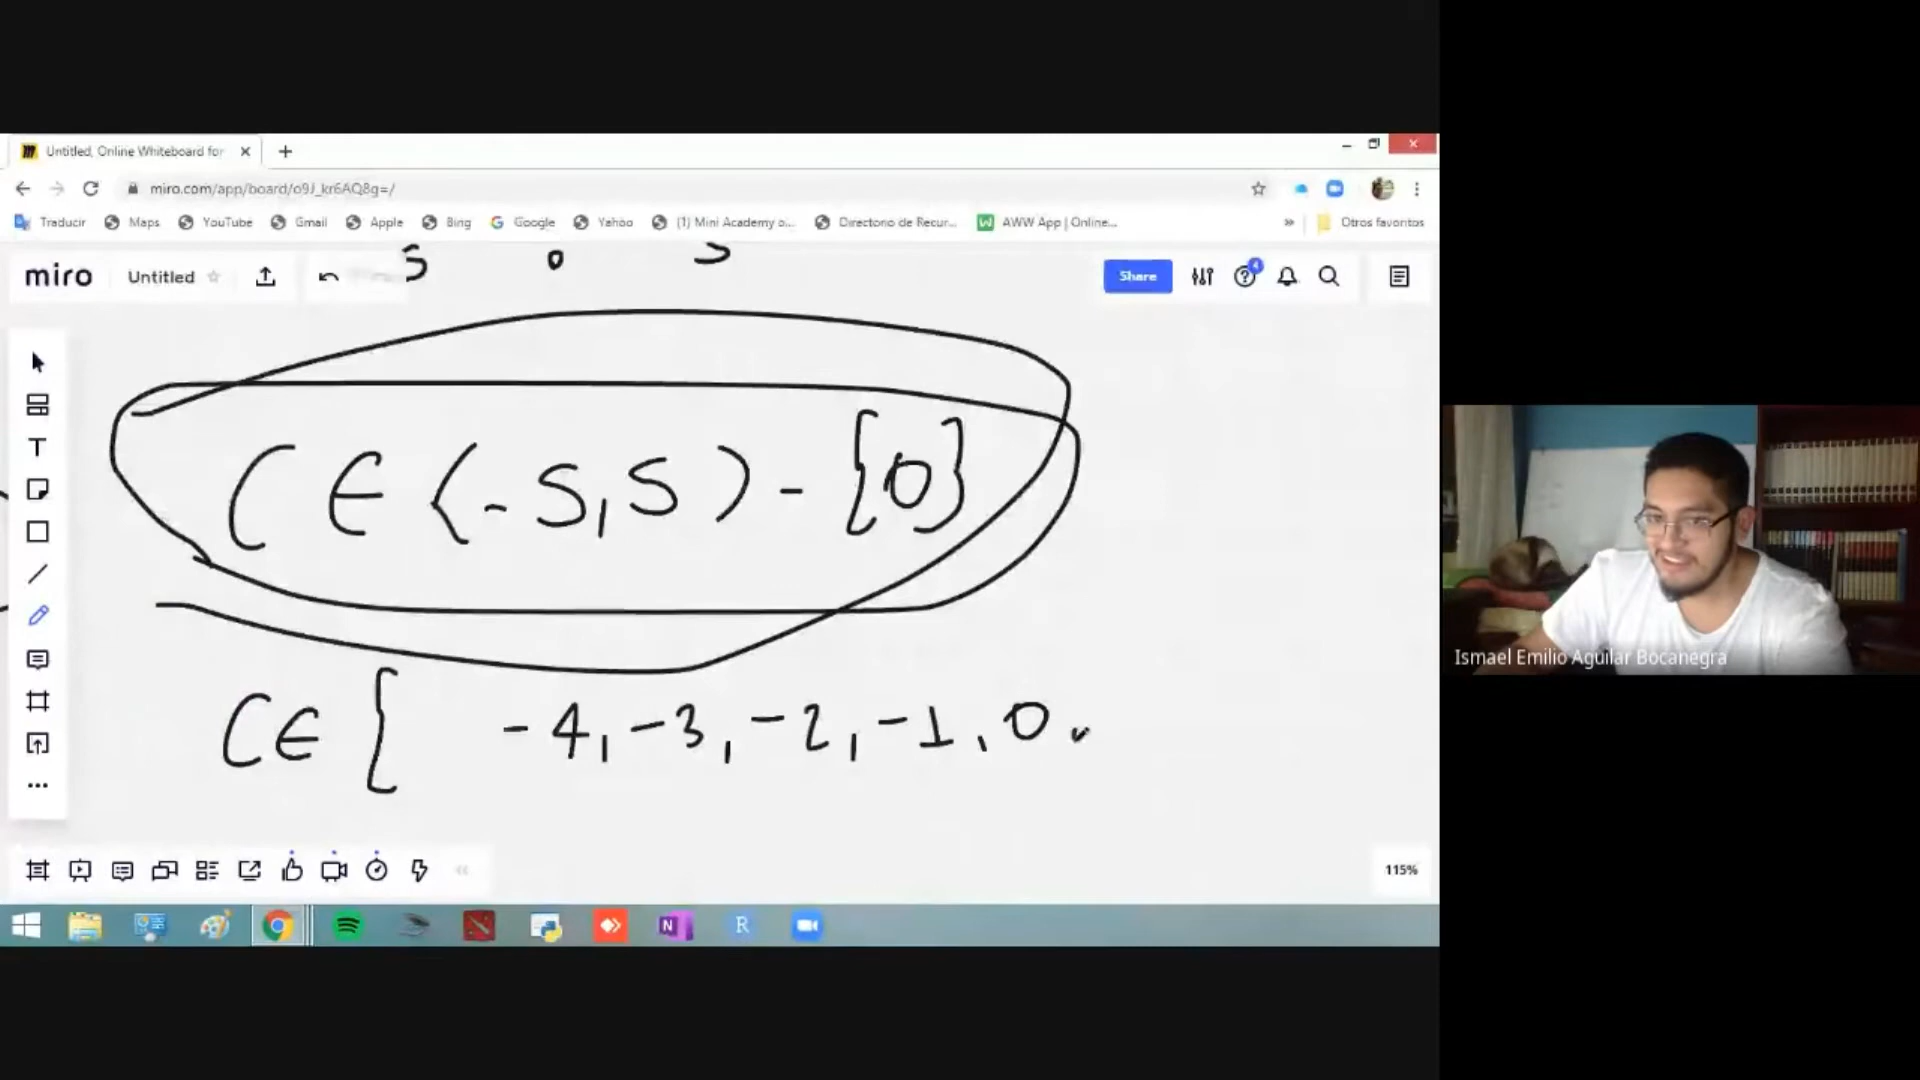 Untitled, Online Whiteboard for
miro.com/app/board/o9J_kr6AQ8g=/
Traducir Maps YouTube Gmail Apple Bing Google Yahoo (1) Mini Academy o... Directorio de Recur... AWW App | Online... » Otros favoritos
5 0 5
miro Untitled Share 4
C ∈ (-5,5) - {0}
C ∈ { -4, -3, -2, -1, 0,
Ismael Emilio Aguilar Bocanegra
115%